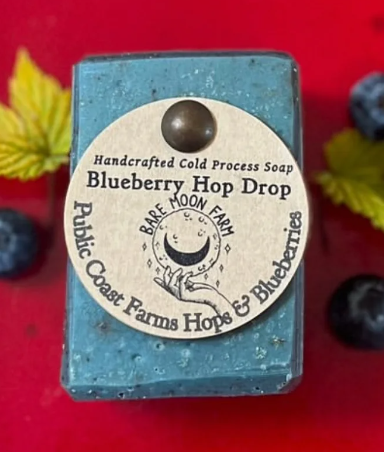 Handcrafted Cold Process Soap
Blueberry Hop Drop
BARE MOON FARM
Public Coast Farms Hops & Blueberries